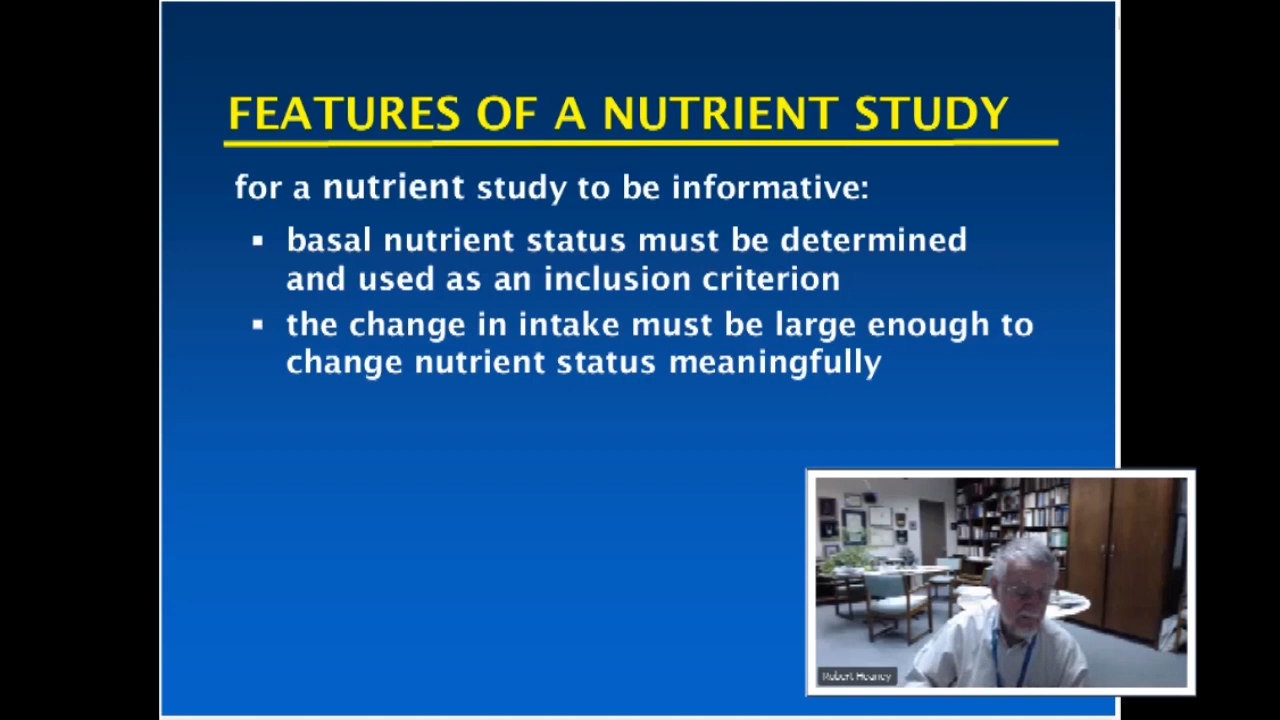 FEATURES OF A NUTRIENT STUDY
for a nutrient study to be informative:
▪ basal nutrient status must be determined
and used as an inclusion criterion
▪ the change in intake must be large enough to
change nutrient status meaningfully
Robert Heaney